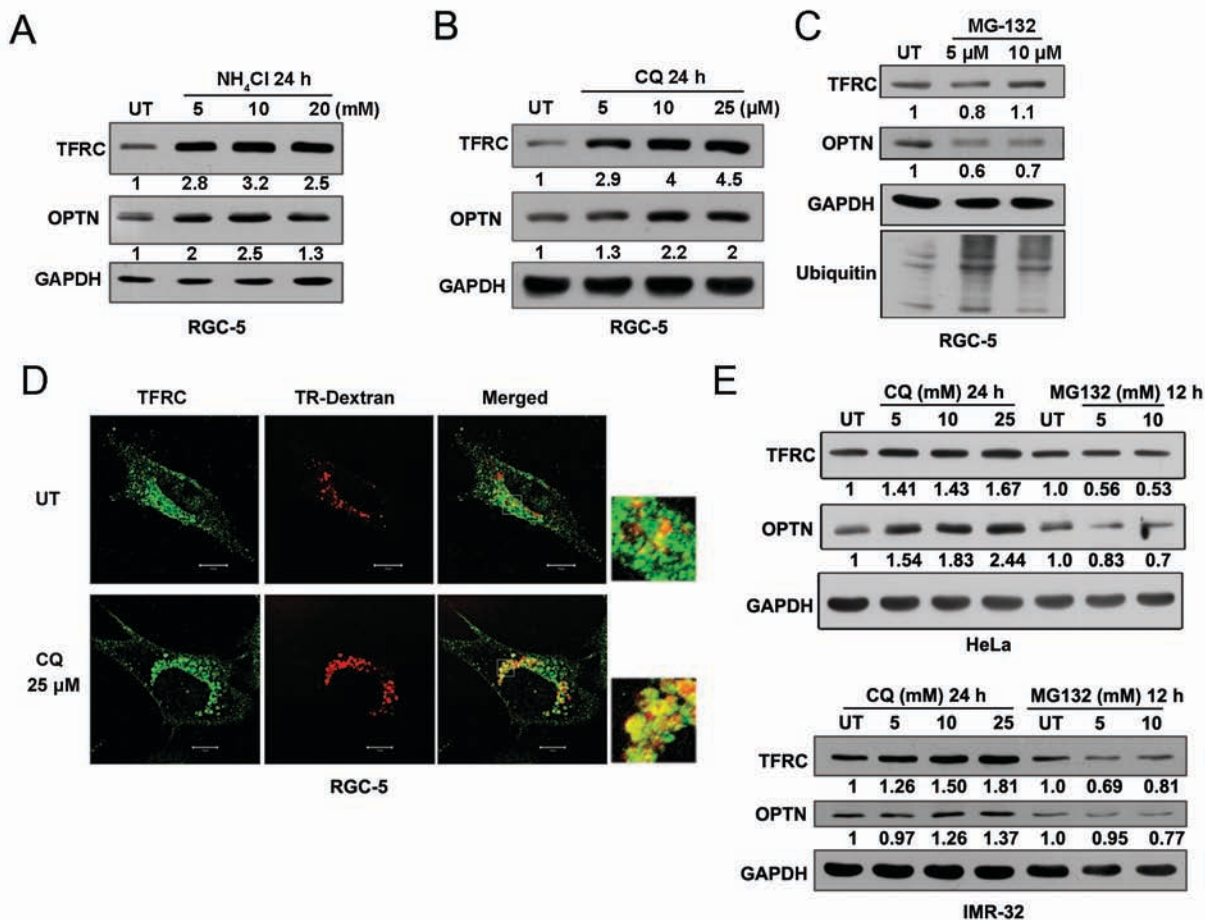 A
NH4Cl 24 h
UT 5 10 20 (mM)
TFRC
1 2.8 3.2 2.5
OPTN
1 2 2.5 1.3
GAPDH
RGC-5
B
CQ 24 h
UT 5 10 25 (µM)
TFRC
1 2.9 4 4.5
OPTN
1 1.3 2.2 2
GAPDH
RGC-5
C
MG-132
UT 5 µM 10 µM
TFRC
1 0.8 1.1
OPTN
1 0.6 0.7
GAPDH
Ubiquitin
RGC-5
D
TFRC TR-Dextran Merged
UT
CQ
25 µM
RGC-5
E
CQ (mM) 24 h MG132 (mM) 12 h
UT 5 10 25 UT 5 10
TFRC
1 1.41 1.43 1.67 1.0 0.56 0.53
OPTN
1 1.54 1.83 2.44 1.0 0.83 0.7
GAPDH
HeLa
CQ (mM) 24 h MG132 (mM) 12 h
UT 5 10 25 UT 5 10
TFRC
1 1.26 1.50 1.81 1.0 0.69 0.81
OPTN
1 0.97 1.26 1.37 1.0 0.95 0.77
GAPDH
IMR-32